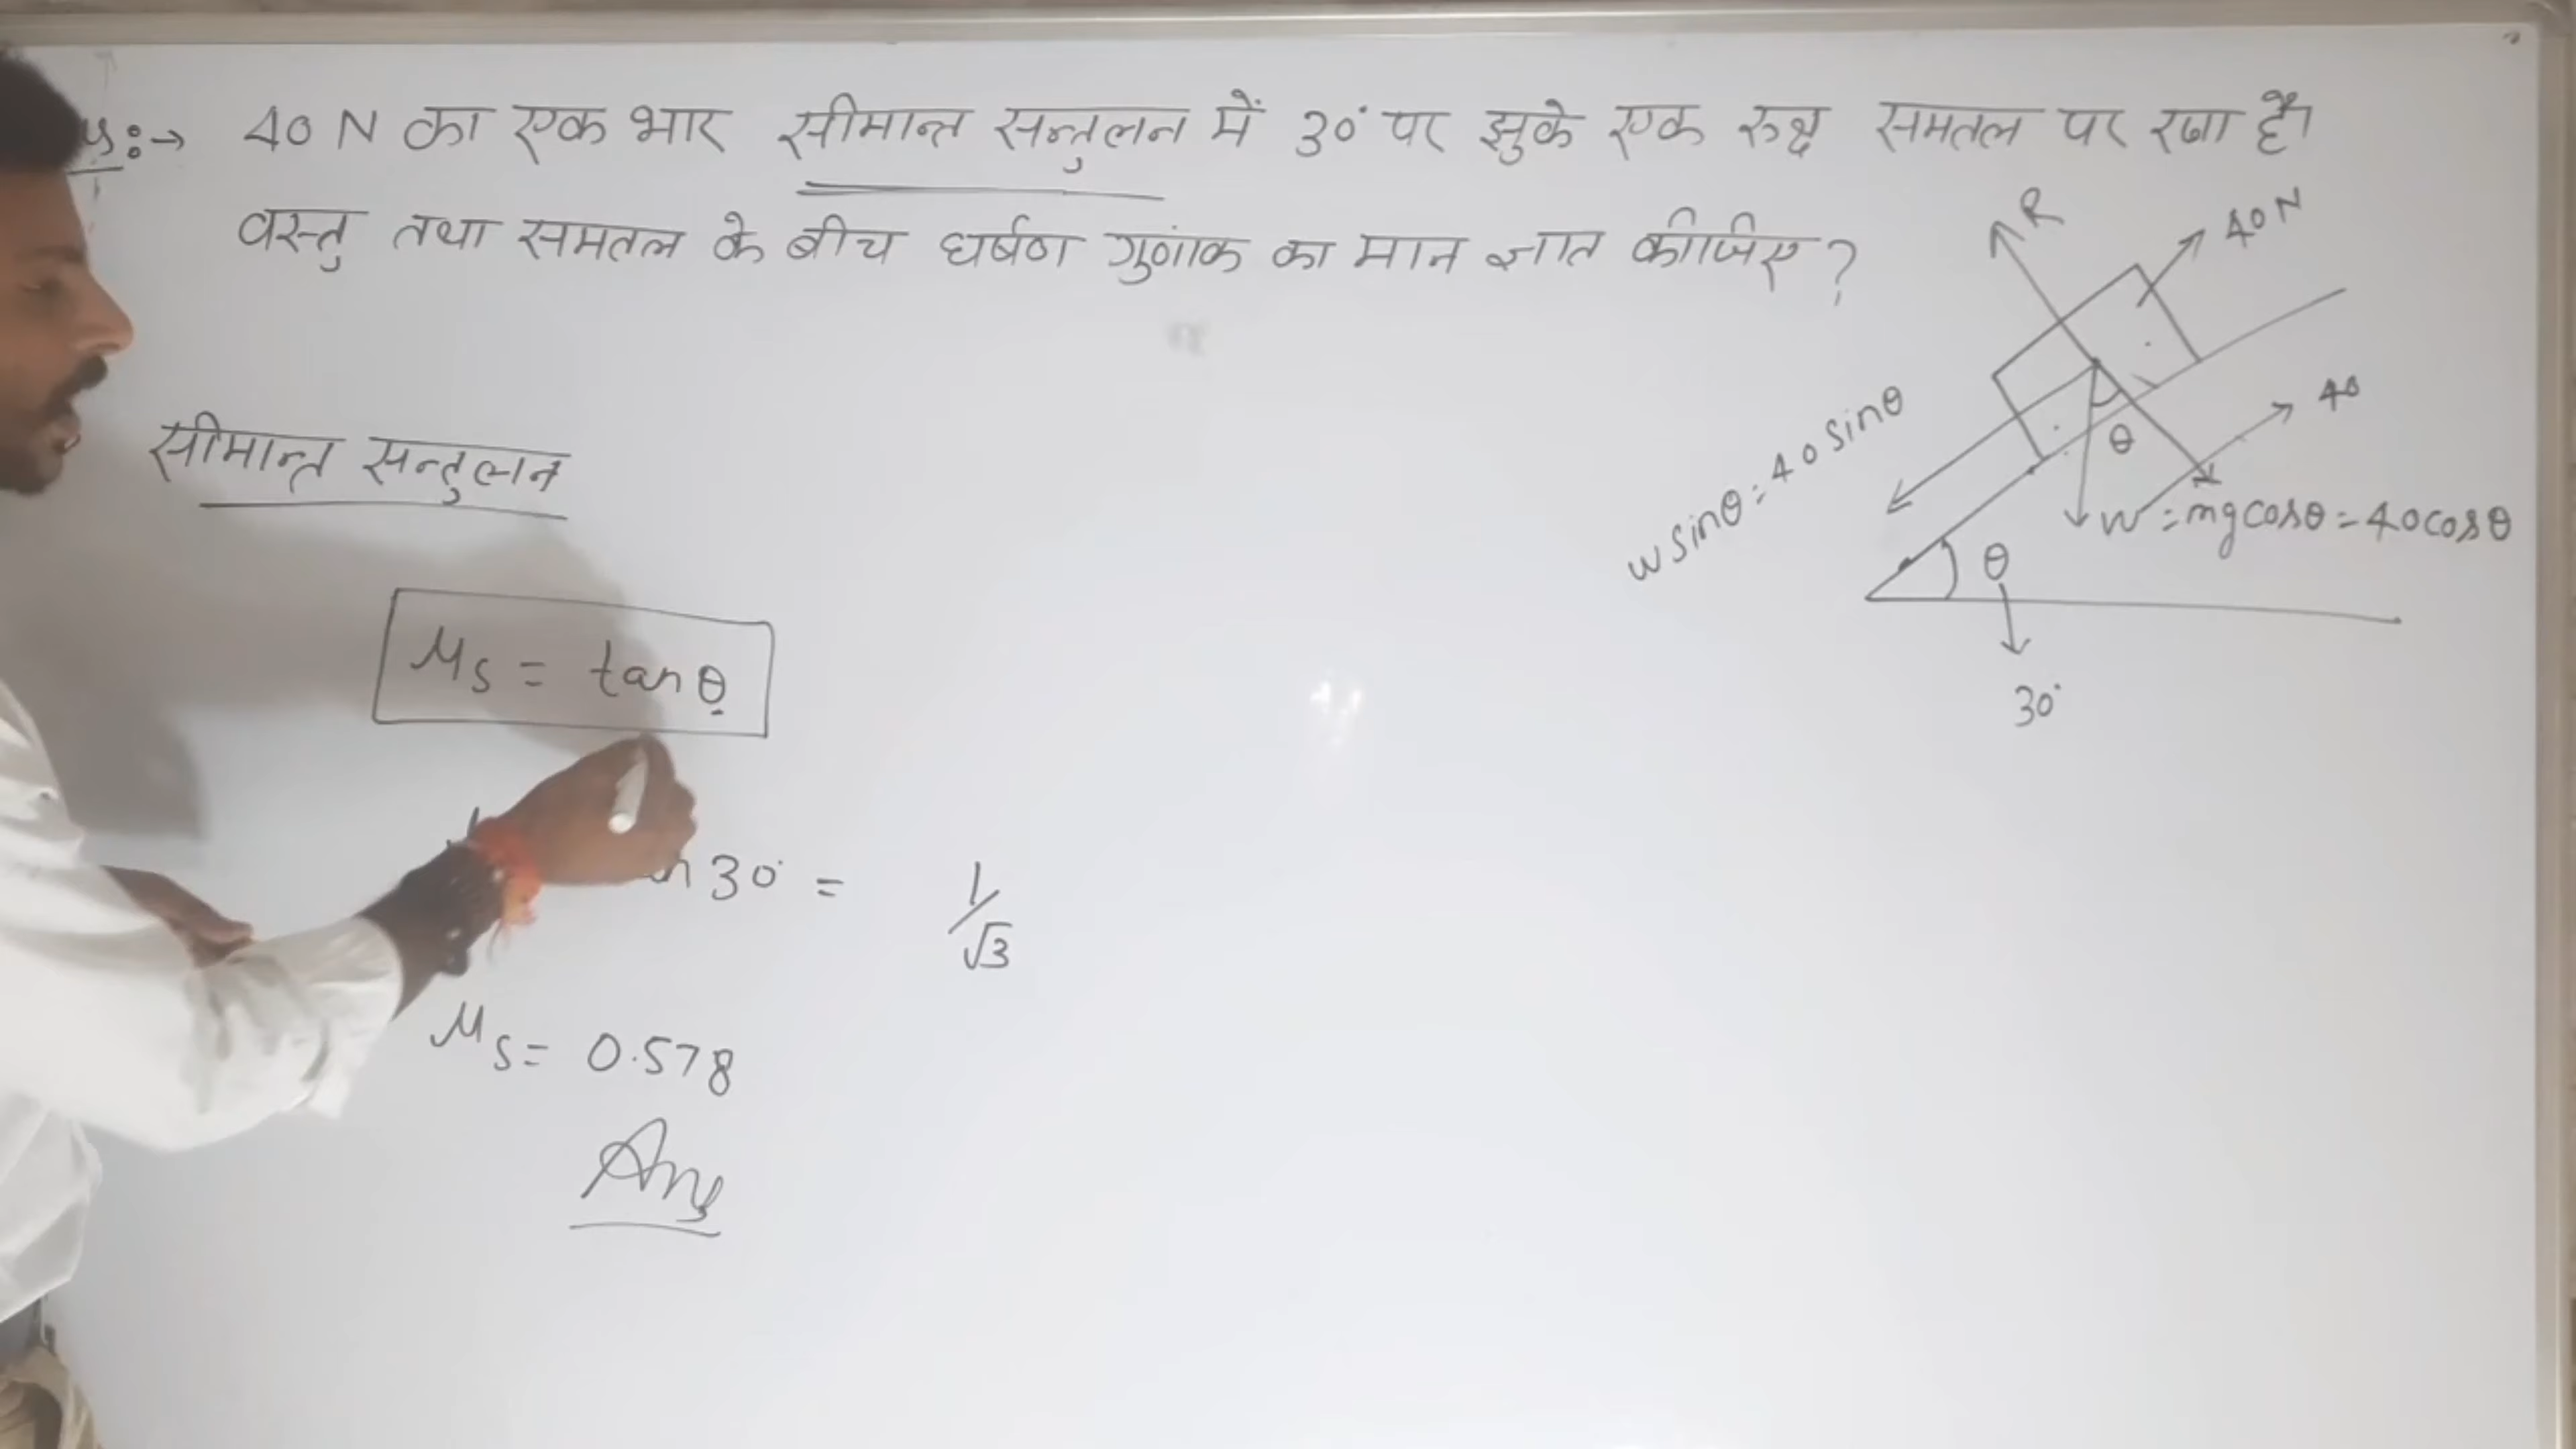 40 N का एक भार सीमान्त सन्तुलन में 30° पर झुके एक रुक्ष समतल पर रखा है।
वस्तु तथा समतल के बीच घर्षण गुणांक का मान ज्ञात कीजिए?
R
40 N
40
θ
w sinθ = 40 sinθ
W = mg cosθ = 40 cosθ
θ
30°
सीमान्त सन्तुलन
μs = tan θ
30° = 1/√3
μs = 0.578
Ans